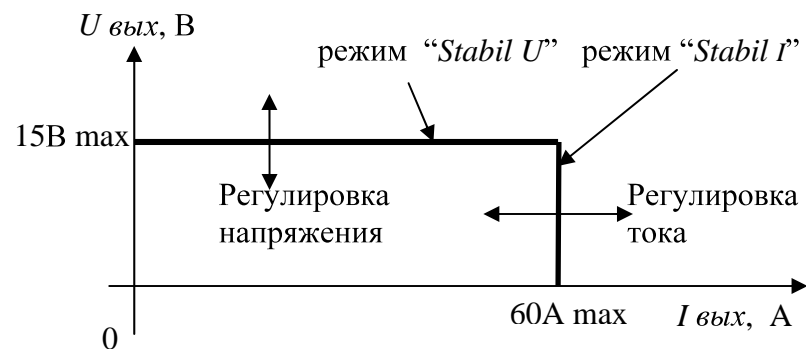 U вых, В
режим “Stabil U”
режим “Stabil I”
15В max
Регулировка
напряжения
Регулировка
тока
60А max
I вых, А
0